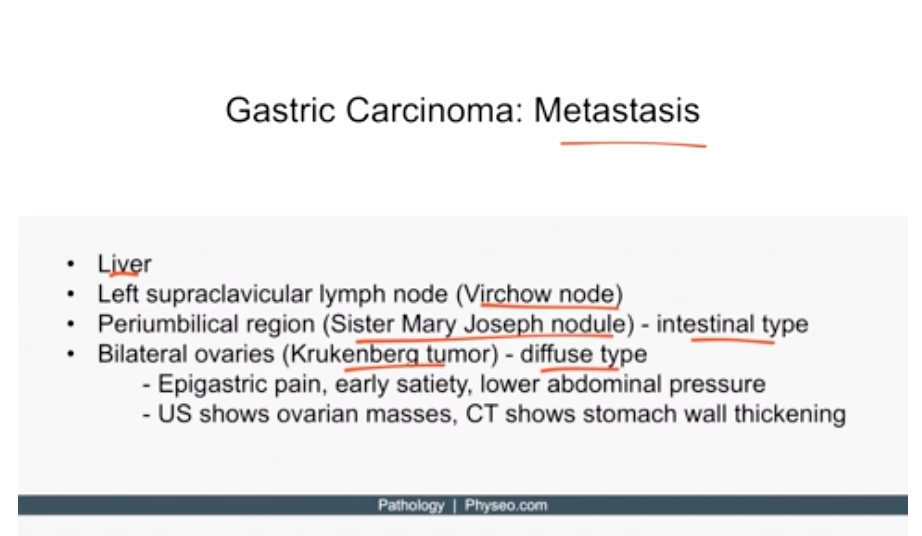 Gastric Carcinoma: Metastasis
• Liver
• Left supraclavicular lymph node (Virchow node)
• Periumbilical region (Sister Mary Joseph nodule) - intestinal type
• Bilateral ovaries (Krukenberg tumor) - diffuse type
- Epigastric pain, early satiety, lower abdominal pressure
- US shows ovarian masses, CT shows stomach wall thickening
Pathology | Physeo.com